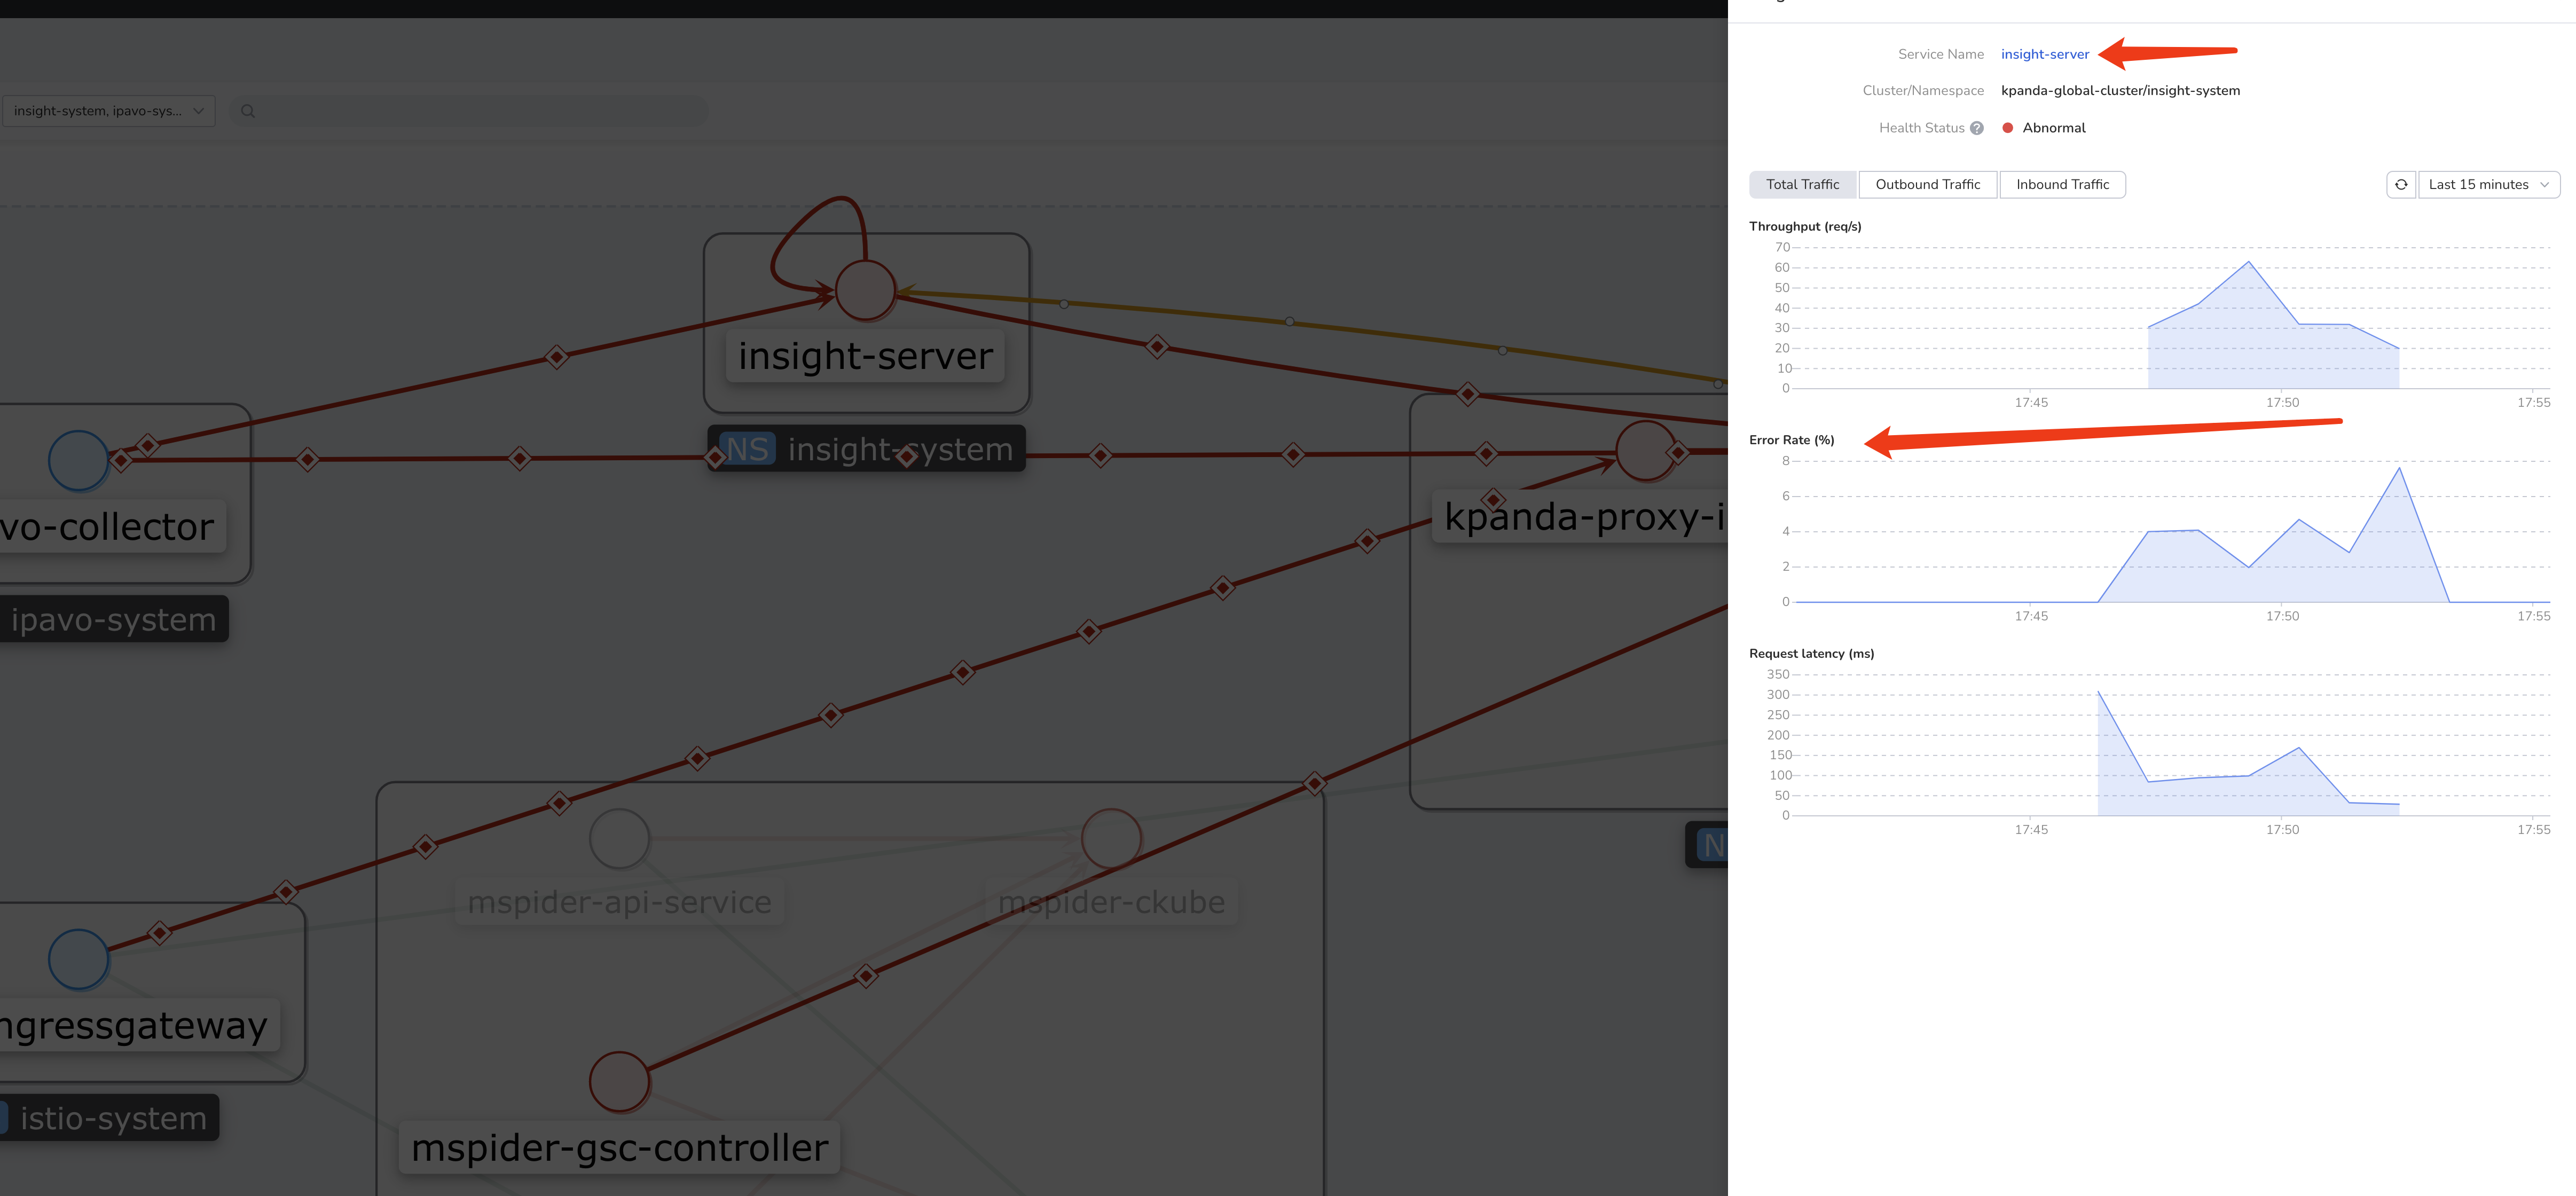 insight-system, ipavo-sys...
insight-server
NS insight-system
vo-collector
ipavo-system
kpanda-proxy-i
mspider-api-service
mspider-ckube
ngressgateway
istio-system
mspider-gsc-controller
Service Name insight-server
Cluster/Namespace kpanda-global-cluster/insight-system
Health Status ? Abnormal
Total Traffic Outbound Traffic Inbound Traffic Last 15 minutes
Throughput (req/s)
70
60
50
40
30
20
10
0
17:45 17:50 17:55
Error Rate (%)
8
6
4
2
0
17:45 17:50 17:55
Request latency (ms)
350
300
250
200
150
100
50
0
17:45 17:50 17:55